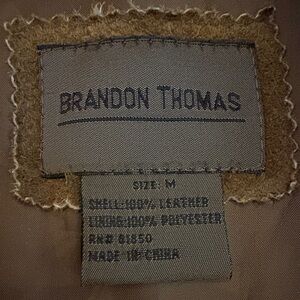 BRANDON THOMAS
SIZE: M
SHELL:100% LEATHER
LINING:100% POLYESTER
RN# 81850
MADE IN CHINA